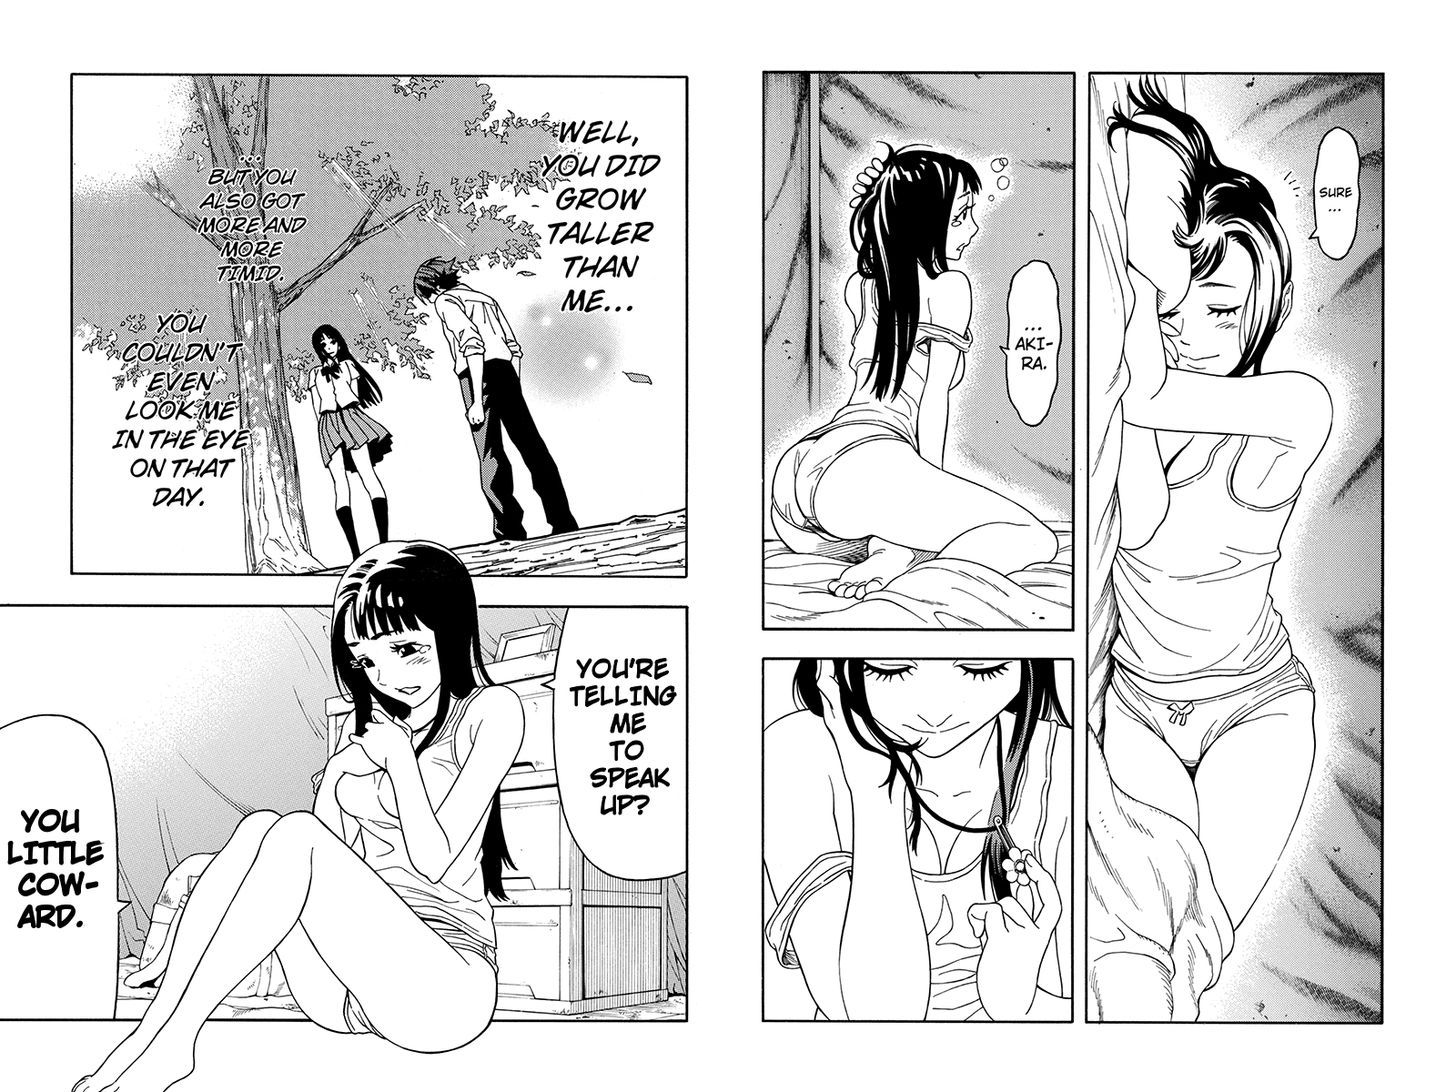 SURE
...
...
AKI-
RA.
WELL,
YOU DID
GROW
TALLER
THAN
ME...
...
BUT YOU
ALSO GOT
MORE AND
MORE
TIMID.
YOU
COULDN'T
EVEN
LOOK ME
IN THE EYE
ON THAT
DAY.
YOU'RE
TELLING
ME
TO
SPEAK
UP?
YOU
LITTLE
COW-
ARD.